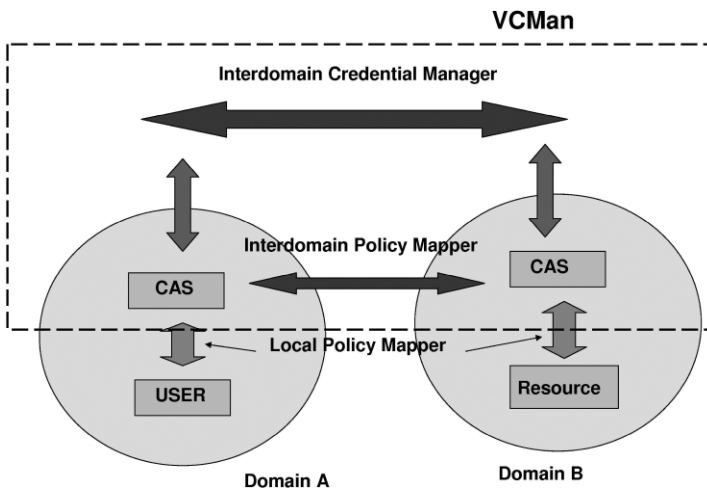 VCMan
Interdomain Credential Manager
Interdomain Policy Mapper
CAS
CAS
Local Policy Mapper
USER
Resource
Domain A
Domain B